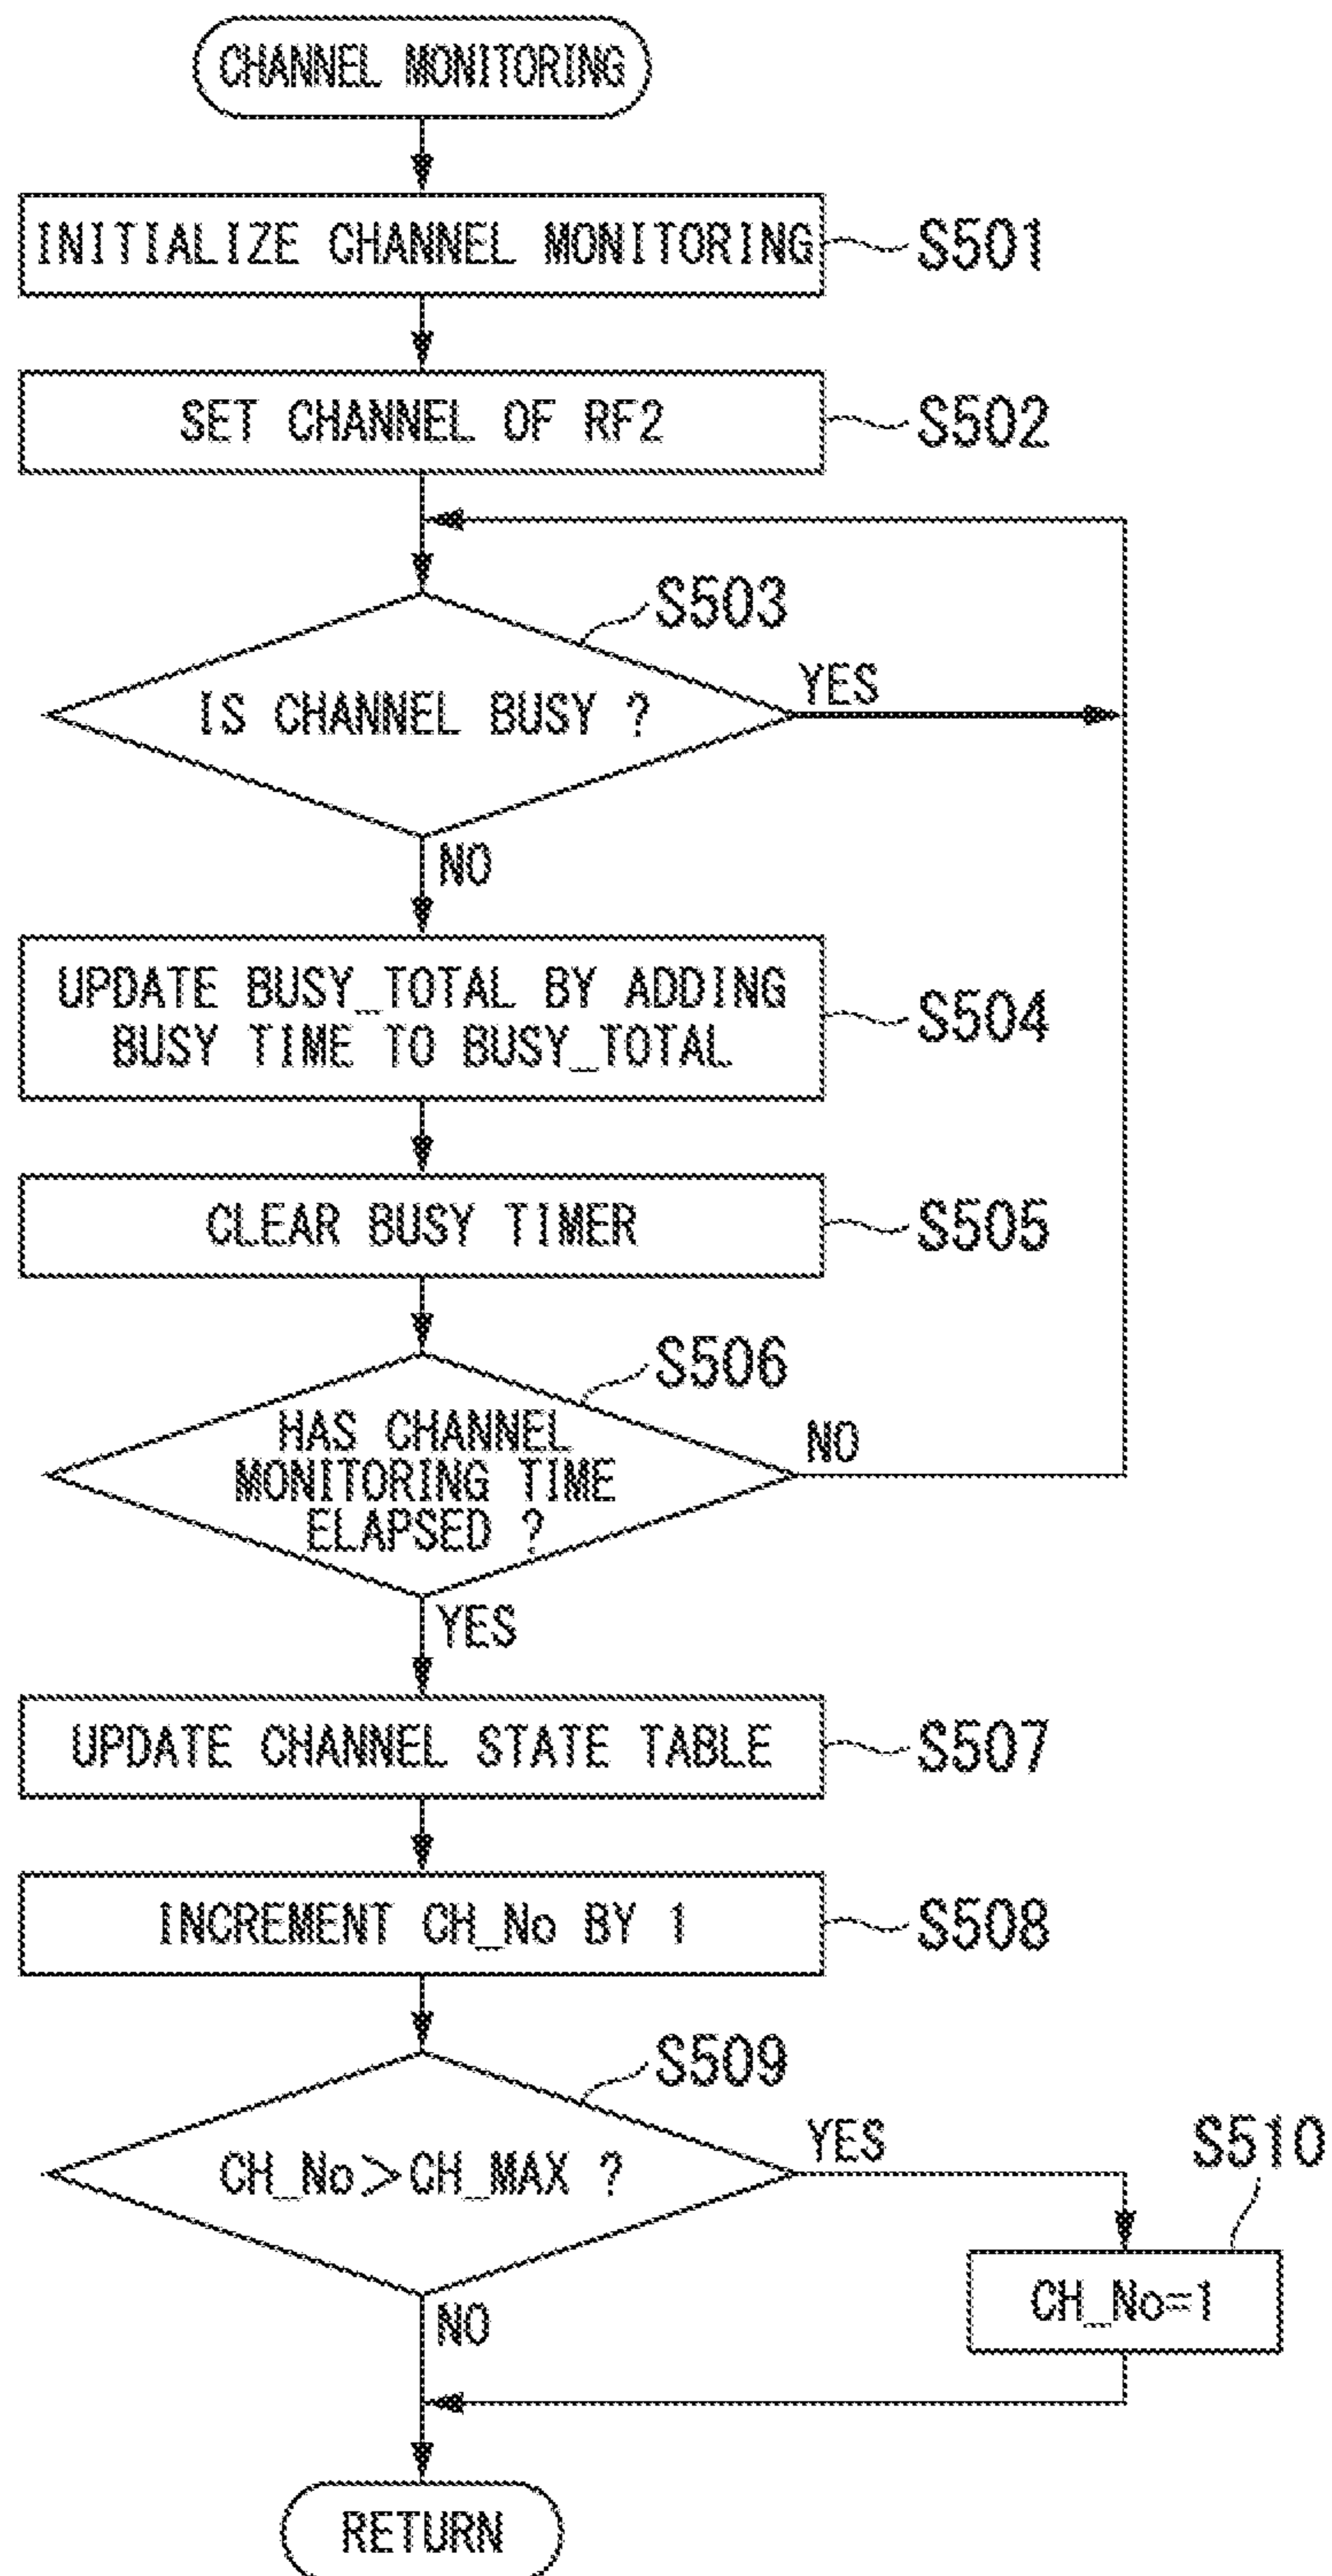 CHANNEL MONITORING
INITIALIZE CHANNEL MONITORING
S501
SET CHANNEL OF RF2
S502
S503
IS CHANNEL BUSY ?
YES
NO
UPDATE BUSY_TOTAL BY ADDING
BUSY TIME TO BUSY_TOTAL
S504
CLEAR BUSY TIMER
S505
S506
HAS CHANNEL
MONITORING TIME
ELAPSED ?
NO
YES
UPDATE CHANNEL STATE TABLE
S507
INCREMENT CH_No BY 1
S508
S509
CH_No>CH_MAX ?
YES
S510
CH_No=1
NO
RETURN